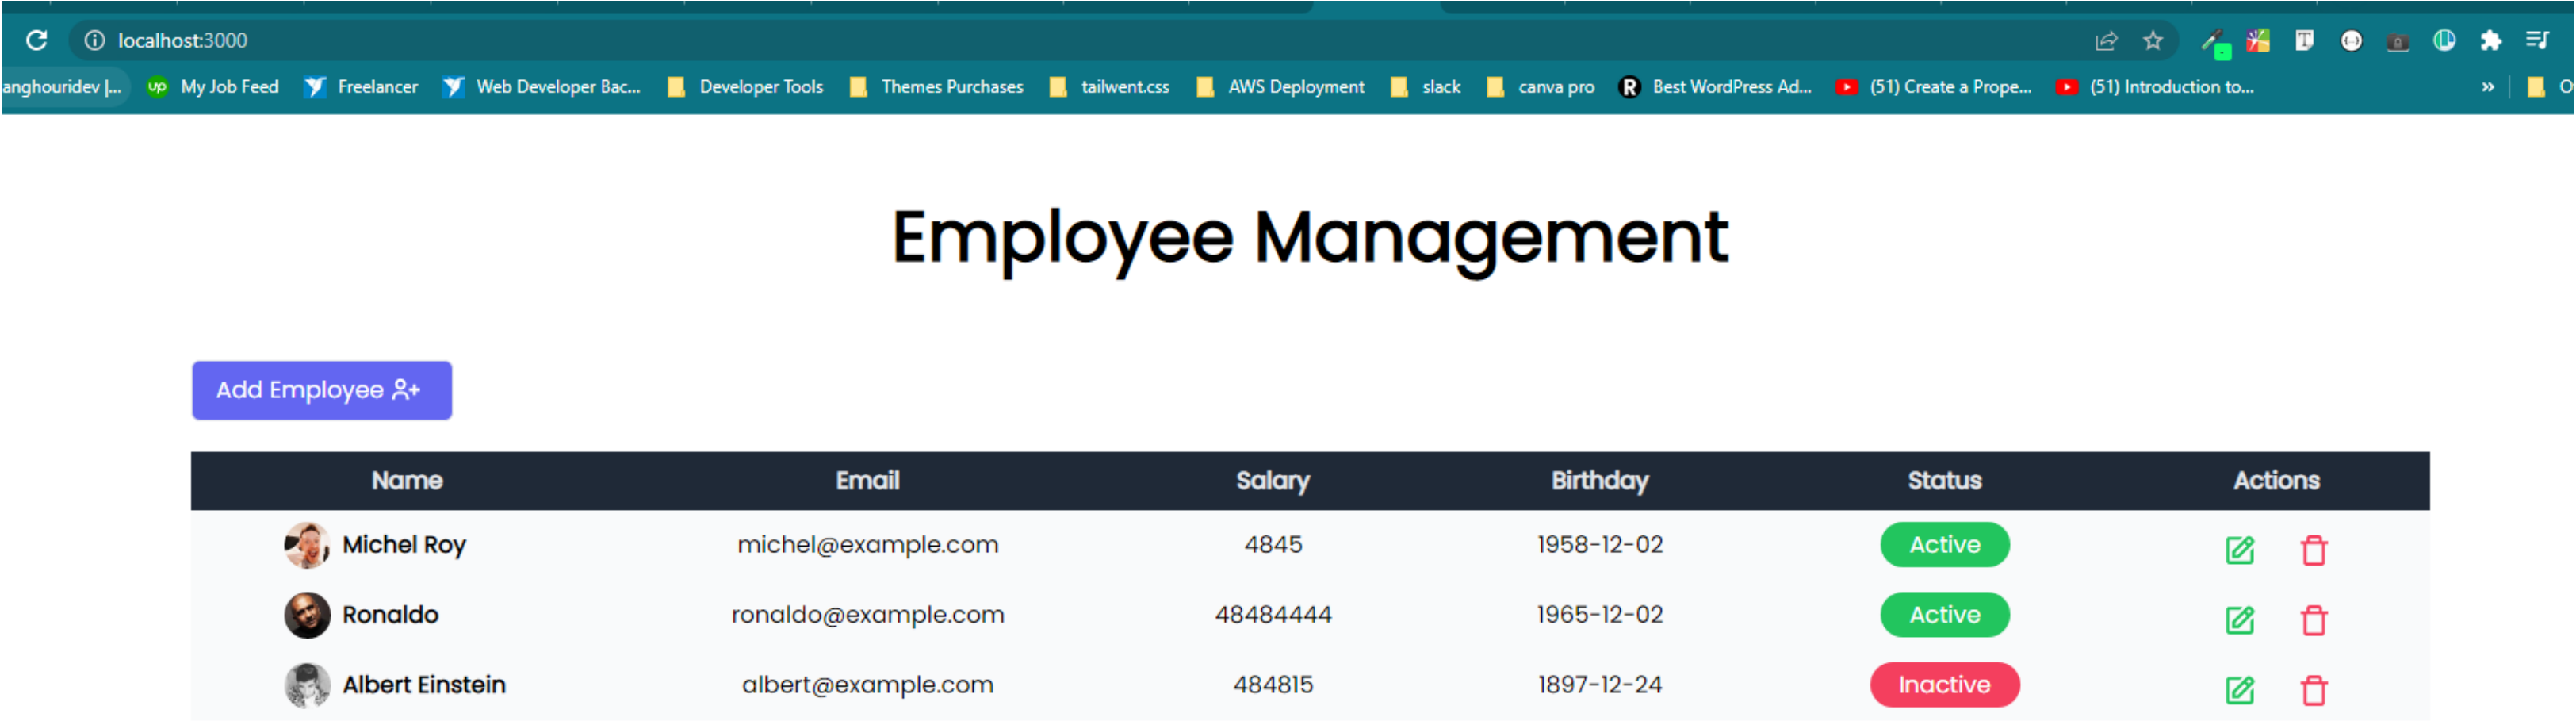 localhost:3000
anghouridev |... My Job Feed Freelancer Web Developer Bac... Developer Tools Themes Purchases tailwent.css AWS Deployment slack canva pro Best WordPress Ad... (51) Create a Prope... (51) Introduction to... »
Employee Management
Add Employee
Name Email Salary Birthday Status Actions
Michel Roy michel@example.com 4845 1958-12-02 Active
Ronaldo ronaldo@example.com 48484444 1965-12-02 Active
Albert Einstein albert@example.com 484815 1897-12-24 Inactive